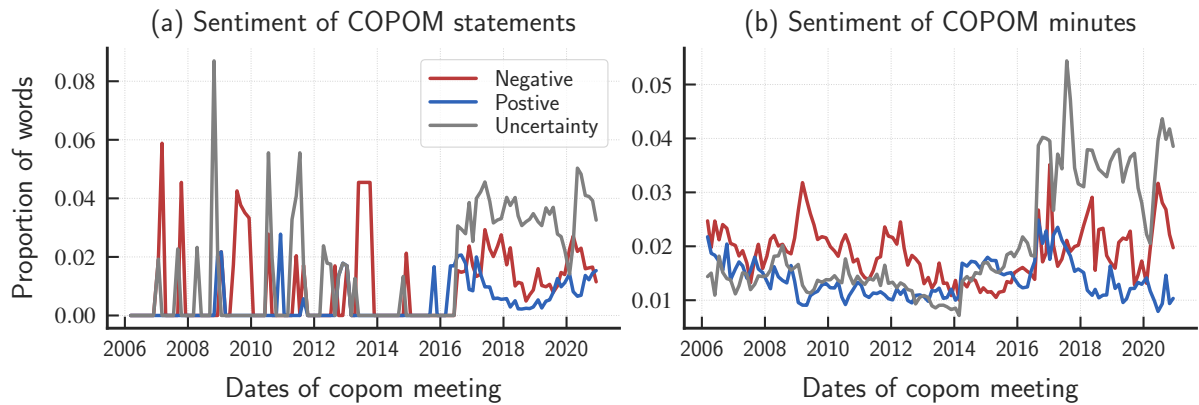 (a) Sentiment of COPOM statements
Proportion of words
0.08
0.06
0.04
0.02
0.00
2006 2008 2010 2012 2014 2016 2018 2020
Dates of copom meeting
Negative
Postive
Uncertainty
(b) Sentiment of COPOM minutes
0.05
0.04
0.03
0.02
0.01
2006 2008 2010 2012 2014 2016 2018 2020
Dates of copom meeting